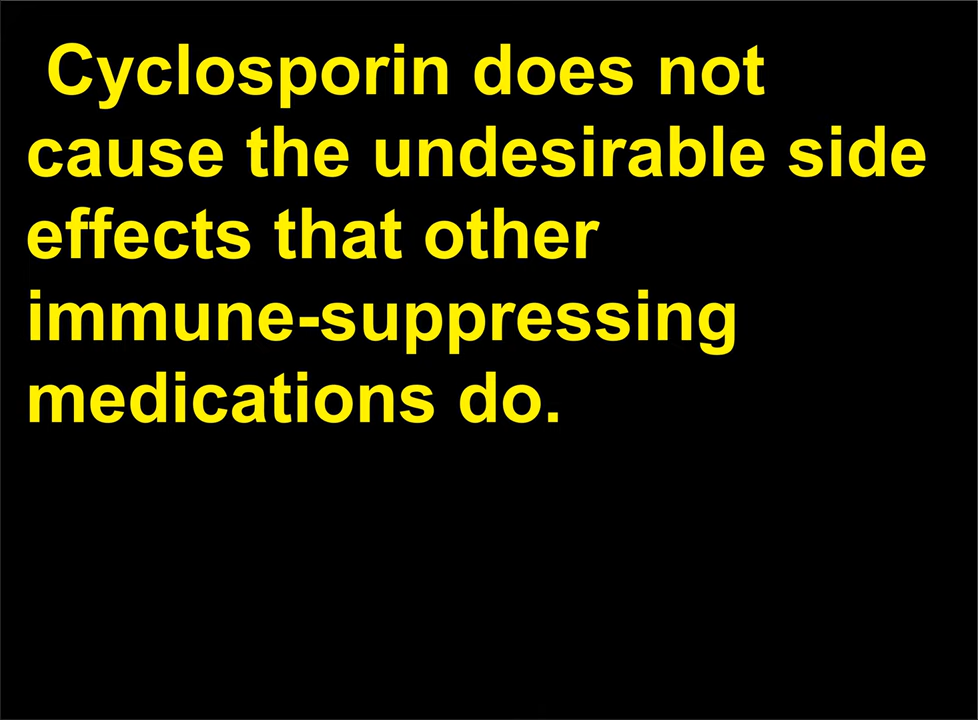 Cyclosporin does not
cause the undesirable side
effects that other
immune-suppressing
medications do.